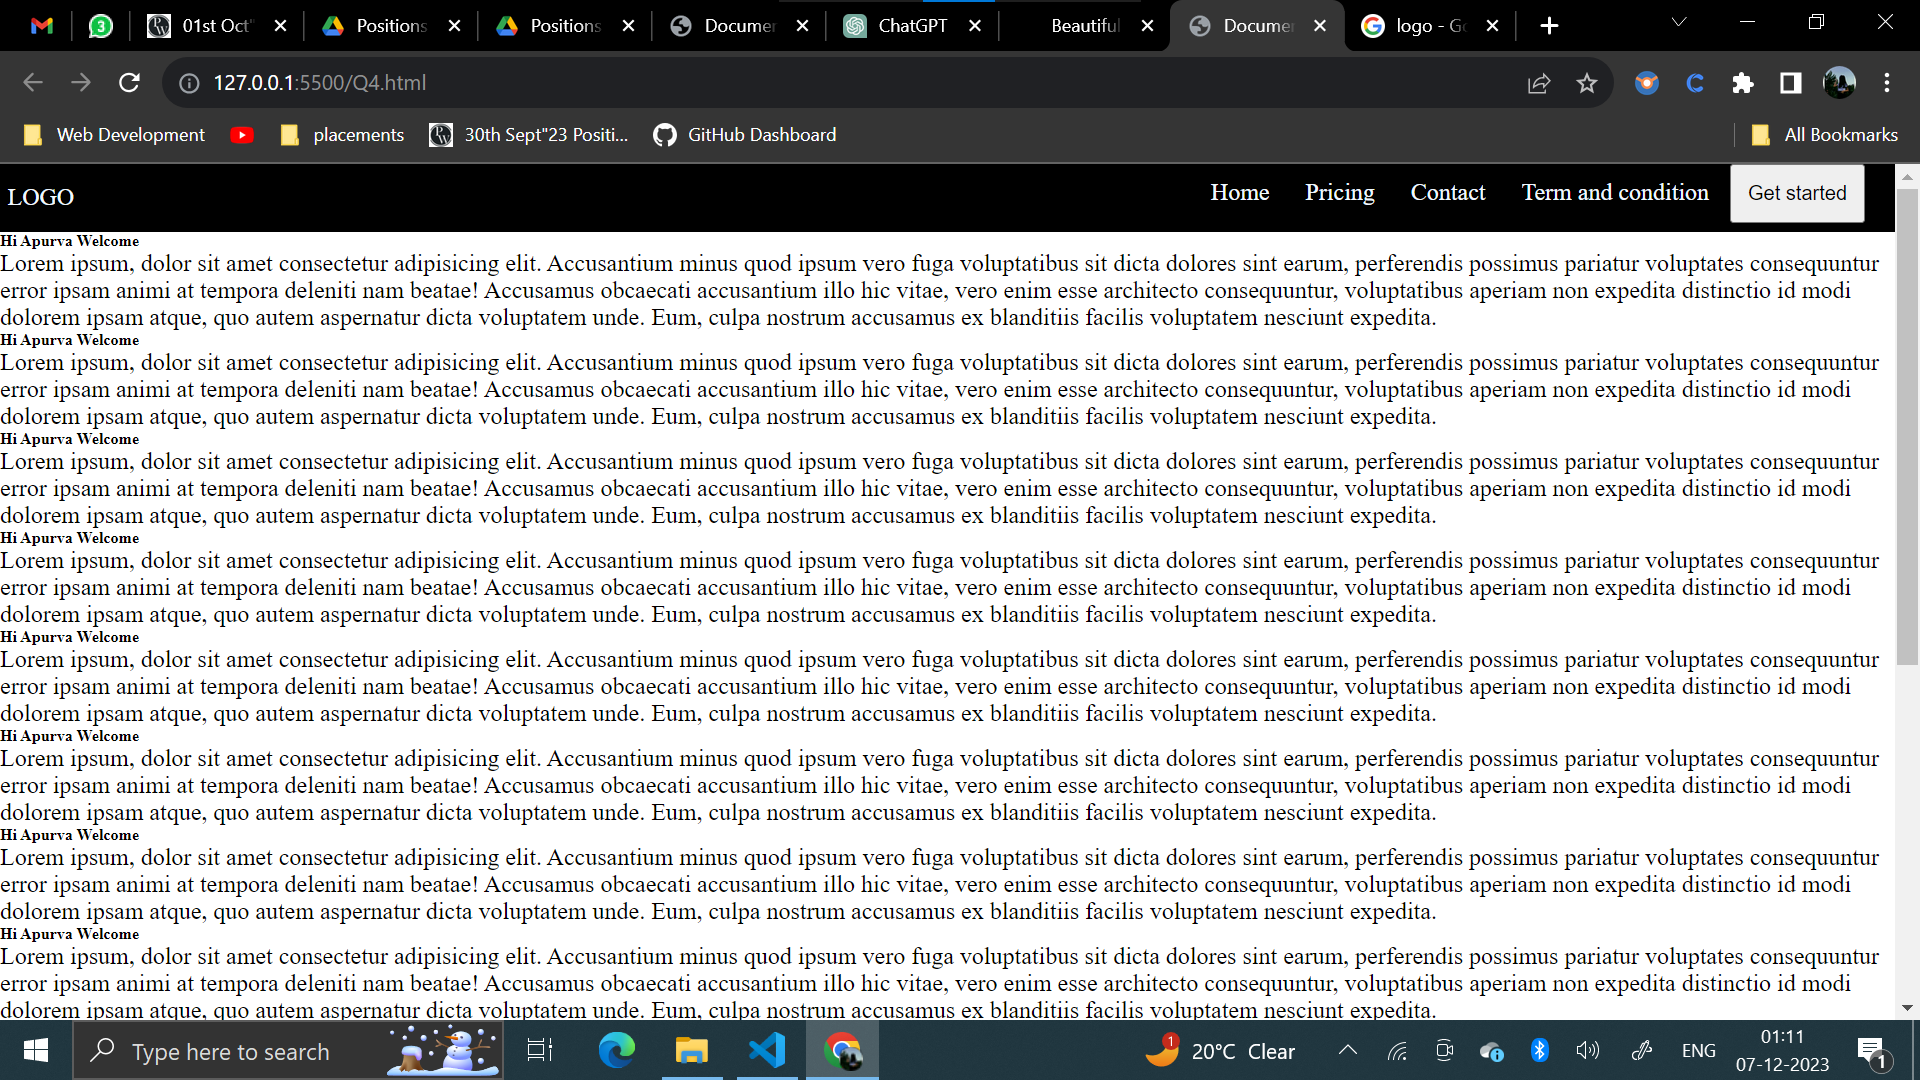 3
01st Oct"
Positions
Positions
Documen
ChatGPT
Beautiful
Documen
logo - Go
127.0.0.1:5500/Q4.html
Web Development
placements
30th Sept"23 Positi...
GitHub Dashboard
All Bookmarks
LOGO
Home
Pricing
Contact
Term and condition
Get started
Hi Apurva Welcome
Lorem ipsum, dolor sit amet consectetur adipisicing elit. Accusantium minus quod ipsum vero fuga voluptatibus sit dicta dolores sint earum, perferendis possimus pariatur voluptates consequuntur
error ipsam animi at tempora deleniti nam beatae! Accusamus obcaecati accusantium illo hic vitae, vero enim esse architecto consequuntur, voluptatibus aperiam non expedita distinctio id modi
dolorem ipsam atque, quo autem aspernatur dicta voluptatem unde. Eum, culpa nostrum accusamus ex blanditiis facilis voluptatem nesciunt expedita.
Hi Apurva Welcome
Lorem ipsum, dolor sit amet consectetur adipisicing elit. Accusantium minus quod ipsum vero fuga voluptatibus sit dicta dolores sint earum, perferendis possimus pariatur voluptates consequuntur
error ipsam animi at tempora deleniti nam beatae! Accusamus obcaecati accusantium illo hic vitae, vero enim esse architecto consequuntur, voluptatibus aperiam non expedita distinctio id modi
dolorem ipsam atque, quo autem aspernatur dicta voluptatem unde. Eum, culpa nostrum accusamus ex blanditiis facilis voluptatem nesciunt expedita.
Hi Apurva Welcome
Lorem ipsum, dolor sit amet consectetur adipisicing elit. Accusantium minus quod ipsum vero fuga voluptatibus sit dicta dolores sint earum, perferendis possimus pariatur voluptates consequuntur
error ipsam animi at tempora deleniti nam beatae! Accusamus obcaecati accusantium illo hic vitae, vero enim esse architecto consequuntur, voluptatibus aperiam non expedita distinctio id modi
dolorem ipsam atque, quo autem aspernatur dicta voluptatem unde. Eum, culpa nostrum accusamus ex blanditiis facilis voluptatem nesciunt expedita.
Hi Apurva Welcome
Lorem ipsum, dolor sit amet consectetur adipisicing elit. Accusantium minus quod ipsum vero fuga voluptatibus sit dicta dolores sint earum, perferendis possimus pariatur voluptates consequuntur
error ipsam animi at tempora deleniti nam beatae! Accusamus obcaecati accusantium illo hic vitae, vero enim esse architecto consequuntur, voluptatibus aperiam non expedita distinctio id modi
dolorem ipsam atque, quo autem aspernatur dicta voluptatem unde. Eum, culpa nostrum accusamus ex blanditiis facilis voluptatem nesciunt expedita.
Hi Apurva Welcome
Lorem ipsum, dolor sit amet consectetur adipisicing elit. Accusantium minus quod ipsum vero fuga voluptatibus sit dicta dolores sint earum, perferendis possimus pariatur voluptates consequuntur
error ipsam animi at tempora deleniti nam beatae! Accusamus obcaecati accusantium illo hic vitae, vero enim esse architecto consequuntur, voluptatibus aperiam non expedita distinctio id modi
dolorem ipsam atque, quo autem aspernatur dicta voluptatem unde. Eum, culpa nostrum accusamus ex blanditiis facilis voluptatem nesciunt expedita.
Hi Apurva Welcome
Lorem ipsum, dolor sit amet consectetur adipisicing elit. Accusantium minus quod ipsum vero fuga voluptatibus sit dicta dolores sint earum, perferendis possimus pariatur voluptates consequuntur
error ipsam animi at tempora deleniti nam beatae! Accusamus obcaecati accusantium illo hic vitae, vero enim esse architecto consequuntur, voluptatibus aperiam non expedita distinctio id modi
dolorem ipsam atque, quo autem aspernatur dicta voluptatem unde. Eum, culpa nostrum accusamus ex blanditiis facilis voluptatem nesciunt expedita.
Hi Apurva Welcome
Lorem ipsum, dolor sit amet consectetur adipisicing elit. Accusantium minus quod ipsum vero fuga voluptatibus sit dicta dolores sint earum, perferendis possimus pariatur voluptates consequuntur
error ipsam animi at tempora deleniti nam beatae! Accusamus obcaecati accusantium illo hic vitae, vero enim esse architecto consequuntur, voluptatibus aperiam non expedita distinctio id modi
dolorem ipsam atque, quo autem aspernatur dicta voluptatem unde. Eum, culpa nostrum accusamus ex blanditiis facilis voluptatem nesciunt expedita.
Hi Apurva Welcome
Lorem ipsum, dolor sit amet consectetur adipisicing elit. Accusantium minus quod ipsum vero fuga voluptatibus sit dicta dolores sint earum, perferendis possimus pariatur voluptates consequuntur
error ipsam animi at tempora deleniti nam beatae! Accusamus obcaecati accusantium illo hic vitae, vero enim esse architecto consequuntur, voluptatibus aperiam non expedita distinctio id modi
dolorem ipsam atque, quo autem aspernatur dicta voluptatem unde. Eum, culpa nostrum accusamus ex blanditiis facilis voluptatem nesciunt expedita.
Type here to search
1
20°C Clear
ENG
01:11
07-12-2023
1